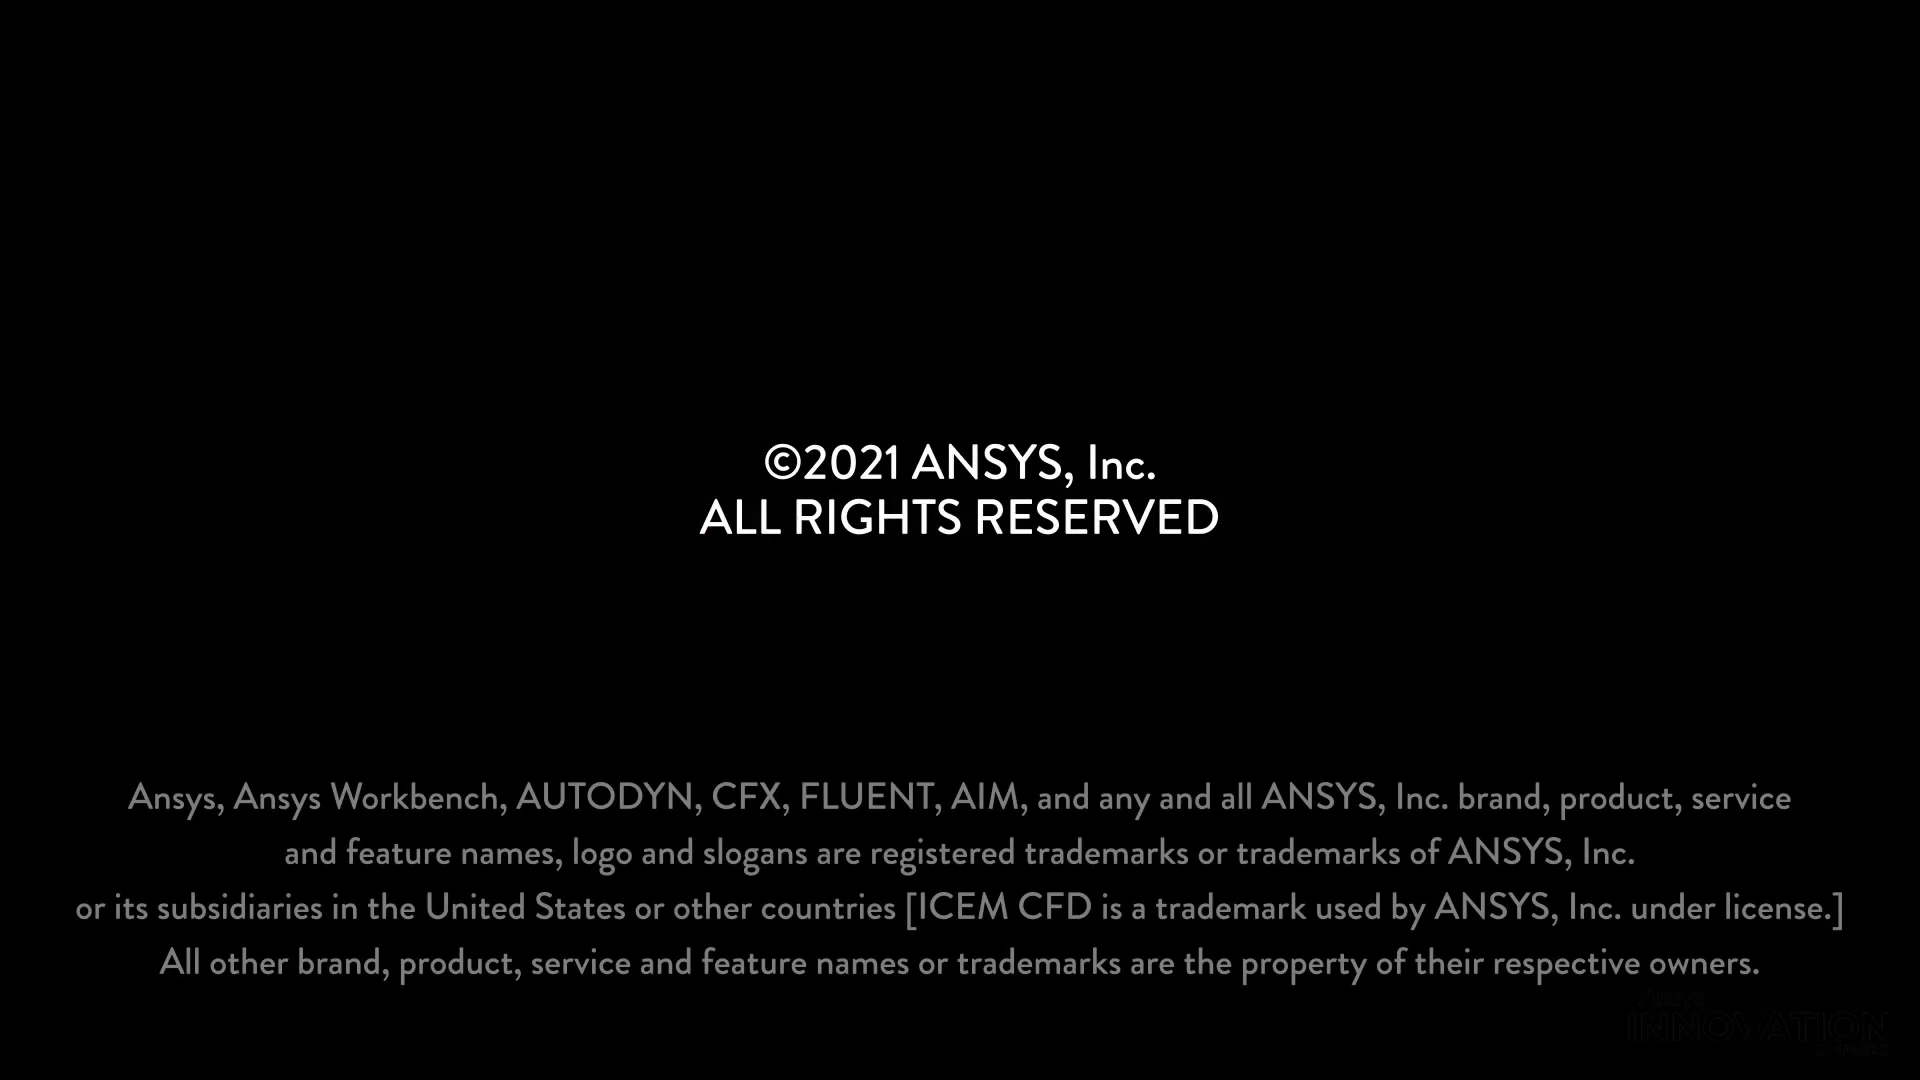 ©2021 ANSYS, Inc.
ALL RIGHTS RESERVED
Ansys, Ansys Workbench, AUTODYN, CFX, FLUENT, AIM, and any and all ANSYS, Inc. brand, product, service
and feature names, logo and slogans are registered trademarks or trademarks of ANSYS, Inc.
or its subsidiaries in the United States or other countries [ICEM CFD is a trademark used by ANSYS, Inc. under license.]
All other brand, product, service and feature names or trademarks are the property of their respective owners.
INNOVATION